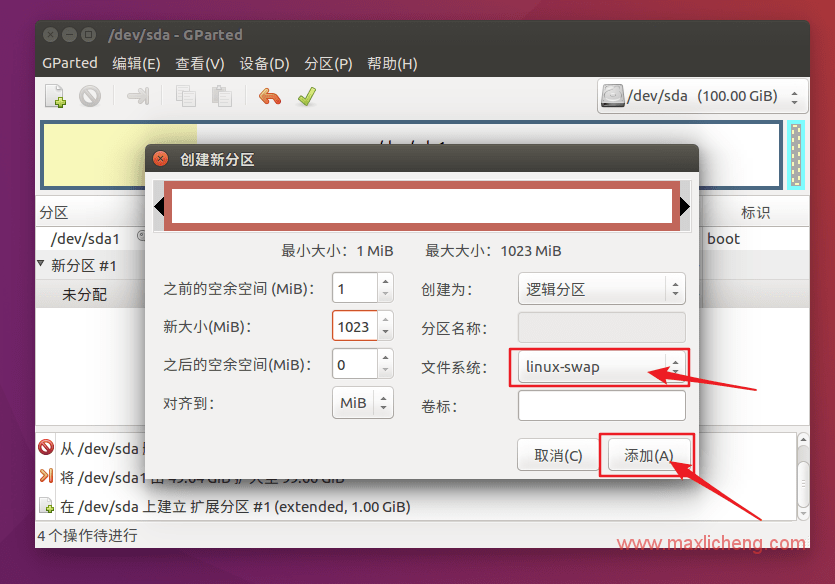 /dev/sda - GParted
GParted 编辑(E) 查看(V) 设备(D) 分区(P) 帮助(H)
/dev/sda (100.00 GiB)
创建新分区
分区
标识
最小大小：1 MiB 最大大小：1023 MiB
/dev/sda1
boot
新分区 #1
未分配
之前的空余空间 (MiB)： 1 创建为： 逻辑分区
新大小(MiB)： 1023 分区名称：
之后的空余空间(MiB)： 0 文件系统： linux-swap
对齐到： MiB 卷标：
取消(C) 添加(A)
从 /dev/sda
将 /dev/sda1
在 /dev/sda 上建立 扩展分区 #1 (extended, 1.00 GiB)
4 个操作待进行
www.maxlicheng.com